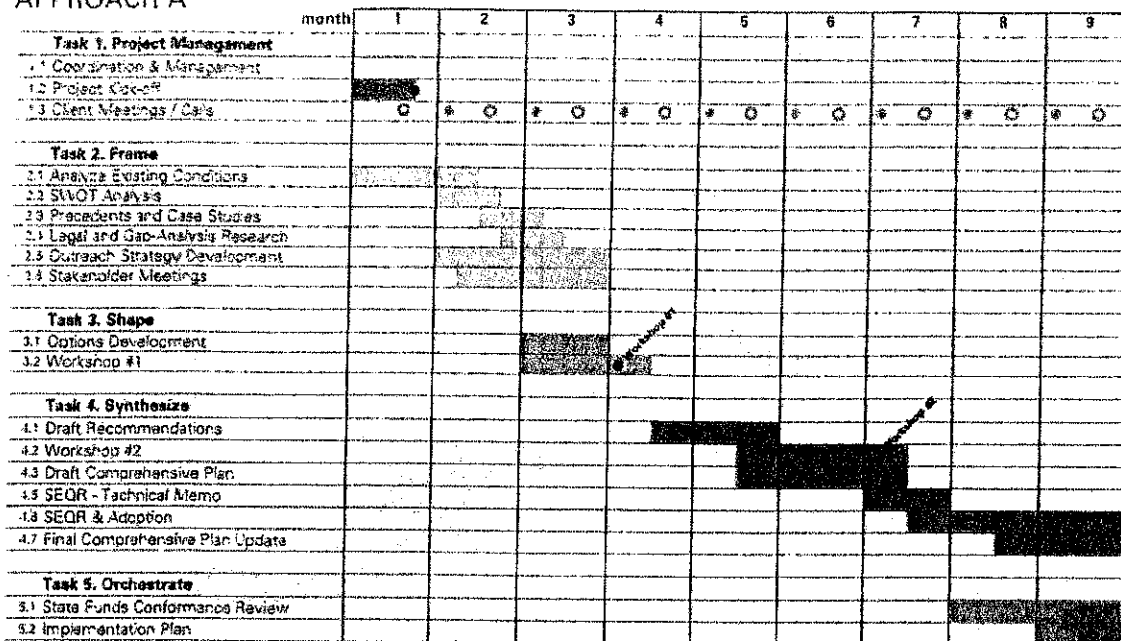 APPROACH A
month 1 2 3 4 5 6 7 8 9
Task 1. Project Management
1.1 Coordination & Management
1.2 Project Kick-off
1.3 Client Meetings / Calls
Task 2. Frame
2.1 Analyze Existing Conditions
2.2 SWOT Analysis
2.3 Precedents and Case Studies
2.1 Legal and Gap-Analysis Research
2.5 Outreach Strategy Development
Stakeholder Meetings
Task 3. Shape
3.1 Options Development
3.2 Workshop #1
Workshop #1
Task 4. Synthesize
4.1 Draft Recommendations
4.2 Workshop #2
Workshop #2
4.3 Draft Comprehensive Plan
4.5 SEQR - Technical Memo
SEQR & Adoption
4.7 Final Comprehensive Plan Update
Task 5. Orchestrate
5.1 State Funds Conformance Review
5.2 Implementation Plan